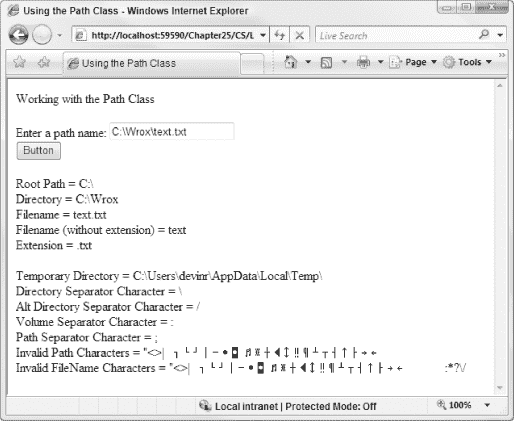 Using the Path Class - Windows Internet Explorer
http://localhost:59590/Chapter25/CS/L
Live Search
Using the Path Class
Page
Tools
Working with the Path Class
Enter a path name: C:\Wrox\text.txt
Button
Root Path = C:\
Directory = C:\Wrox
Filename = text.txt
Filename (without extension) = text
Extension = .txt
Temporary Directory = C:\Users\devinr\AppData\Local\Temp\
Directory Separator Character = \
Alt Directory Separator Character = /
Volume Separator Character = :
Path Separator Character = ;
Invalid Path Characters = "<>|
Invalid FileName Characters = "<>| :*?\/
Local intranet | Protected Mode: Off
100%